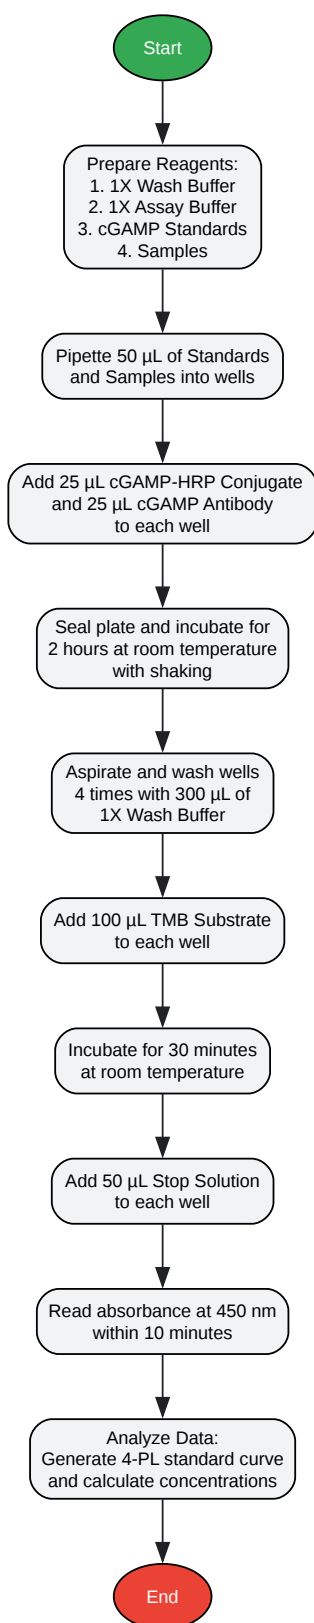 Start
Prepare Reagents:
1. 1X Wash Buffer
2. 1X Assay Buffer
3. cGAMP Standards
4. Samples
Pipette 50 µL of Standards
and Samples into wells
Add 25 µL cGAMP-HRP Conjugate
and 25 µL cGAMP Antibody
to each well
Seal plate and incubate for
2 hours at room temperature
with shaking
Aspirate and wash wells
4 times with 300 µL of
1X Wash Buffer
Add 100 µL TMB Substrate
to each well
Incubate for 30 minutes
at room temperature
Add 50 µL Stop Solution
to each well
Read absorbance at 450 nm
within 10 minutes
Analyze Data:
Generate 4-PL standard curve
and calculate concentrations
End